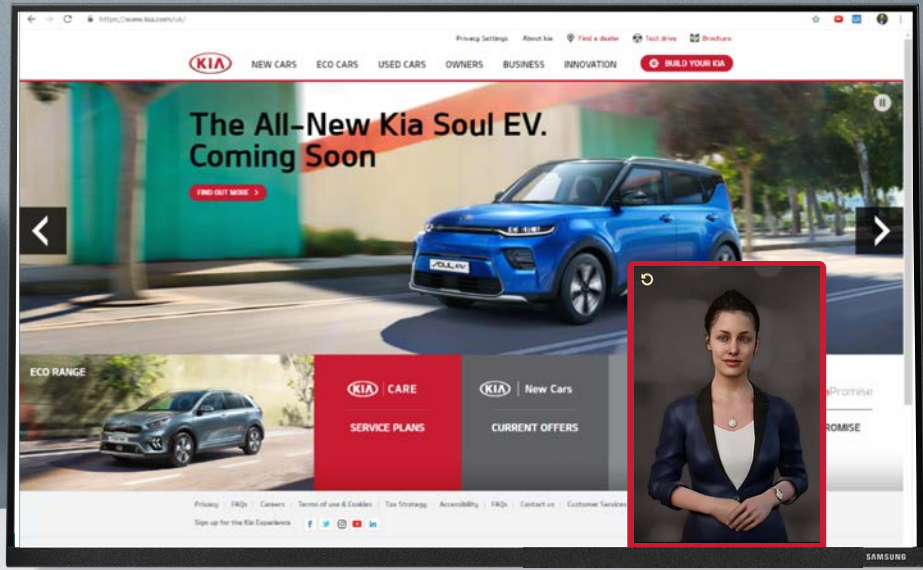 https://www.kia.com/uk/
Privacy Settings About kia Find a dealer Test drive Brochure
KIA NEW CARS ECO CARS USED CARS OWNERS BUSINESS INNOVATION BUILD YOUR KIA
The All-New Kia Soul EV.
Coming Soon
FIND OUT MORE >
SOUL EV
ECO RANGE
KIA CARE
SERVICE PLANS
KIA New Cars
CURRENT OFFERS
aPromise
ROMISE
Privacy FAQs Careers Terms of use & Cookies Tax Strategy Accessibility FAQs Contact us Customer Services
Sign up for the Kia Experience
SAMSUNG